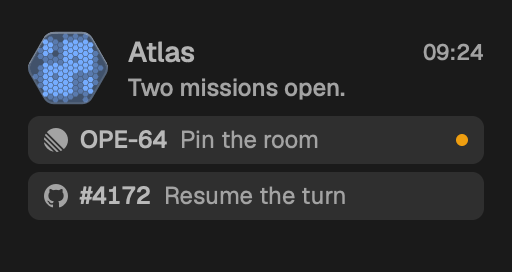 Atlas 09:24
Two missions open.
OPE-64 Pin the room
#4172 Resume the turn